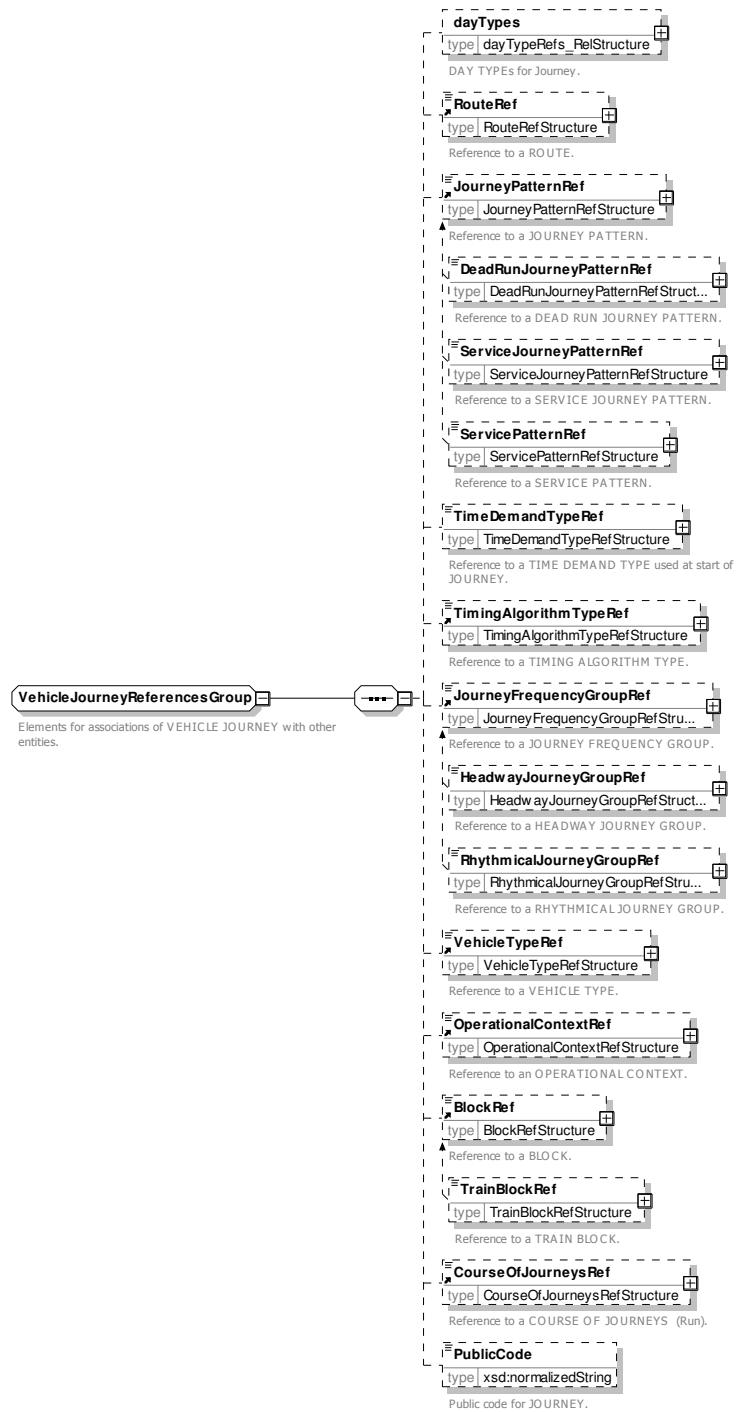 dayTypes
type dayTypeRefs_RelStructure
DAY TYPEs for Journey.
RouteRef
type RouteRefStructure
Reference to a ROUTE.
JourneyPatternRef
type JourneyPatternRefStructure
Reference to a JOURNEY PATTERN.
DeadRunJourneyPatternRef
type DeadRunJourneyPatternRefStruct...
Reference to a DEAD RUN JOURNEY PATTERN.
ServiceJourneyPatternRef
type ServiceJourneyPatternRefStructure
Reference to a SERVICE JOURNEY PATTERN.
ServicePatternRef
type ServicePatternRefStructure
Reference to a SERVICE PATTERN.
TimeDemandTypeRef
type TimeDemandTypeRefStructure
Reference to a TIME DEMAND TYPE used at start of
JOURNEY.
TimingAlgorithmTypeRef
type TimingAlgorithmTypeRefStructure
Reference to a TIMING ALGORITHM TYPE.
VehicleJourneyReferencesGroup
Elements for associations of VEHICLE JOURNEY with other
entities.
JourneyFrequencyGroupRef
type JourneyFrequencyGroupRefStru...
Reference to a JOURNEY FREQUENCY GROUP.
HeadwayJourneyGroupRef
type HeadwayJourneyGroupRefStruct...
Reference to a HEADWAY JOURNEY GROUP.
RhythmicalJourneyGroupRef
type RhythmicalJourneyGroupRefStru...
Reference to a RHYTHMICAL JOURNEY GROUP.
VehicleTypeRef
type VehicleTypeRefStructure
Reference to a VEHICLE TYPE.
OperationalContextRef
type OperationalContextRefStructure
Reference to an OPERATIONAL CONTEXT.
BlockRef
type BlockRefStructure
Reference to a BLOCK.
TrainBlockRef
type TrainBlockRefStructure
Reference to a TRAIN BLOCK.
CourseOfJourneysRef
type CourseOfJourneysRefStructure
Reference to a COURSE OF JOURNEYS (Run).
PublicCode
type xsd:normalizedString
Public code for JOURNEY.